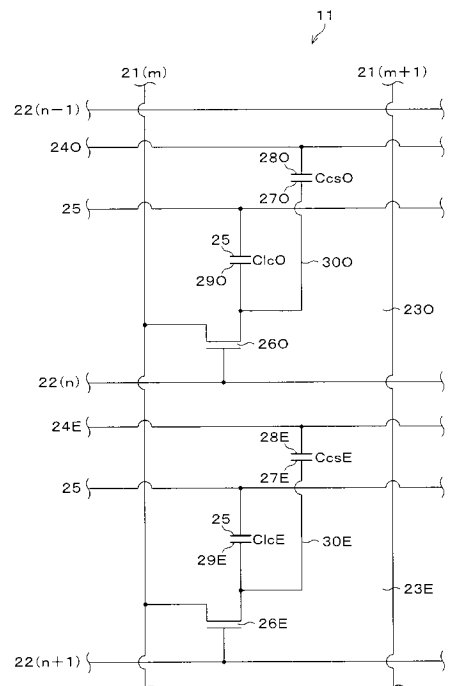 11
21(m)
21(m+1)
22(n-1)
24O
28O
27O
CcsO
25
25
29O
ClcO
30O
23O
26O
22(n)
24E
28E
27E
CcsE
25
25
29E
ClcE
30E
23E
26E
22(n+1)